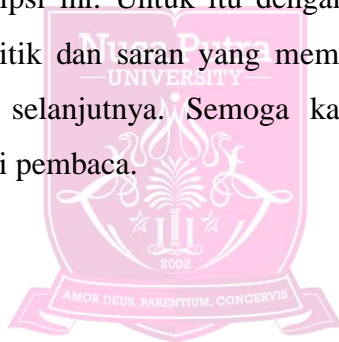 ipsi ini. Untuk itu dengan
itik dan saran yang mem
selanjutnya. Semoga ka
i pembaca.
Nusa Putra
UNIVERSITY
2002
AMOR DEUS, PARENTIUM, CONCERVIS